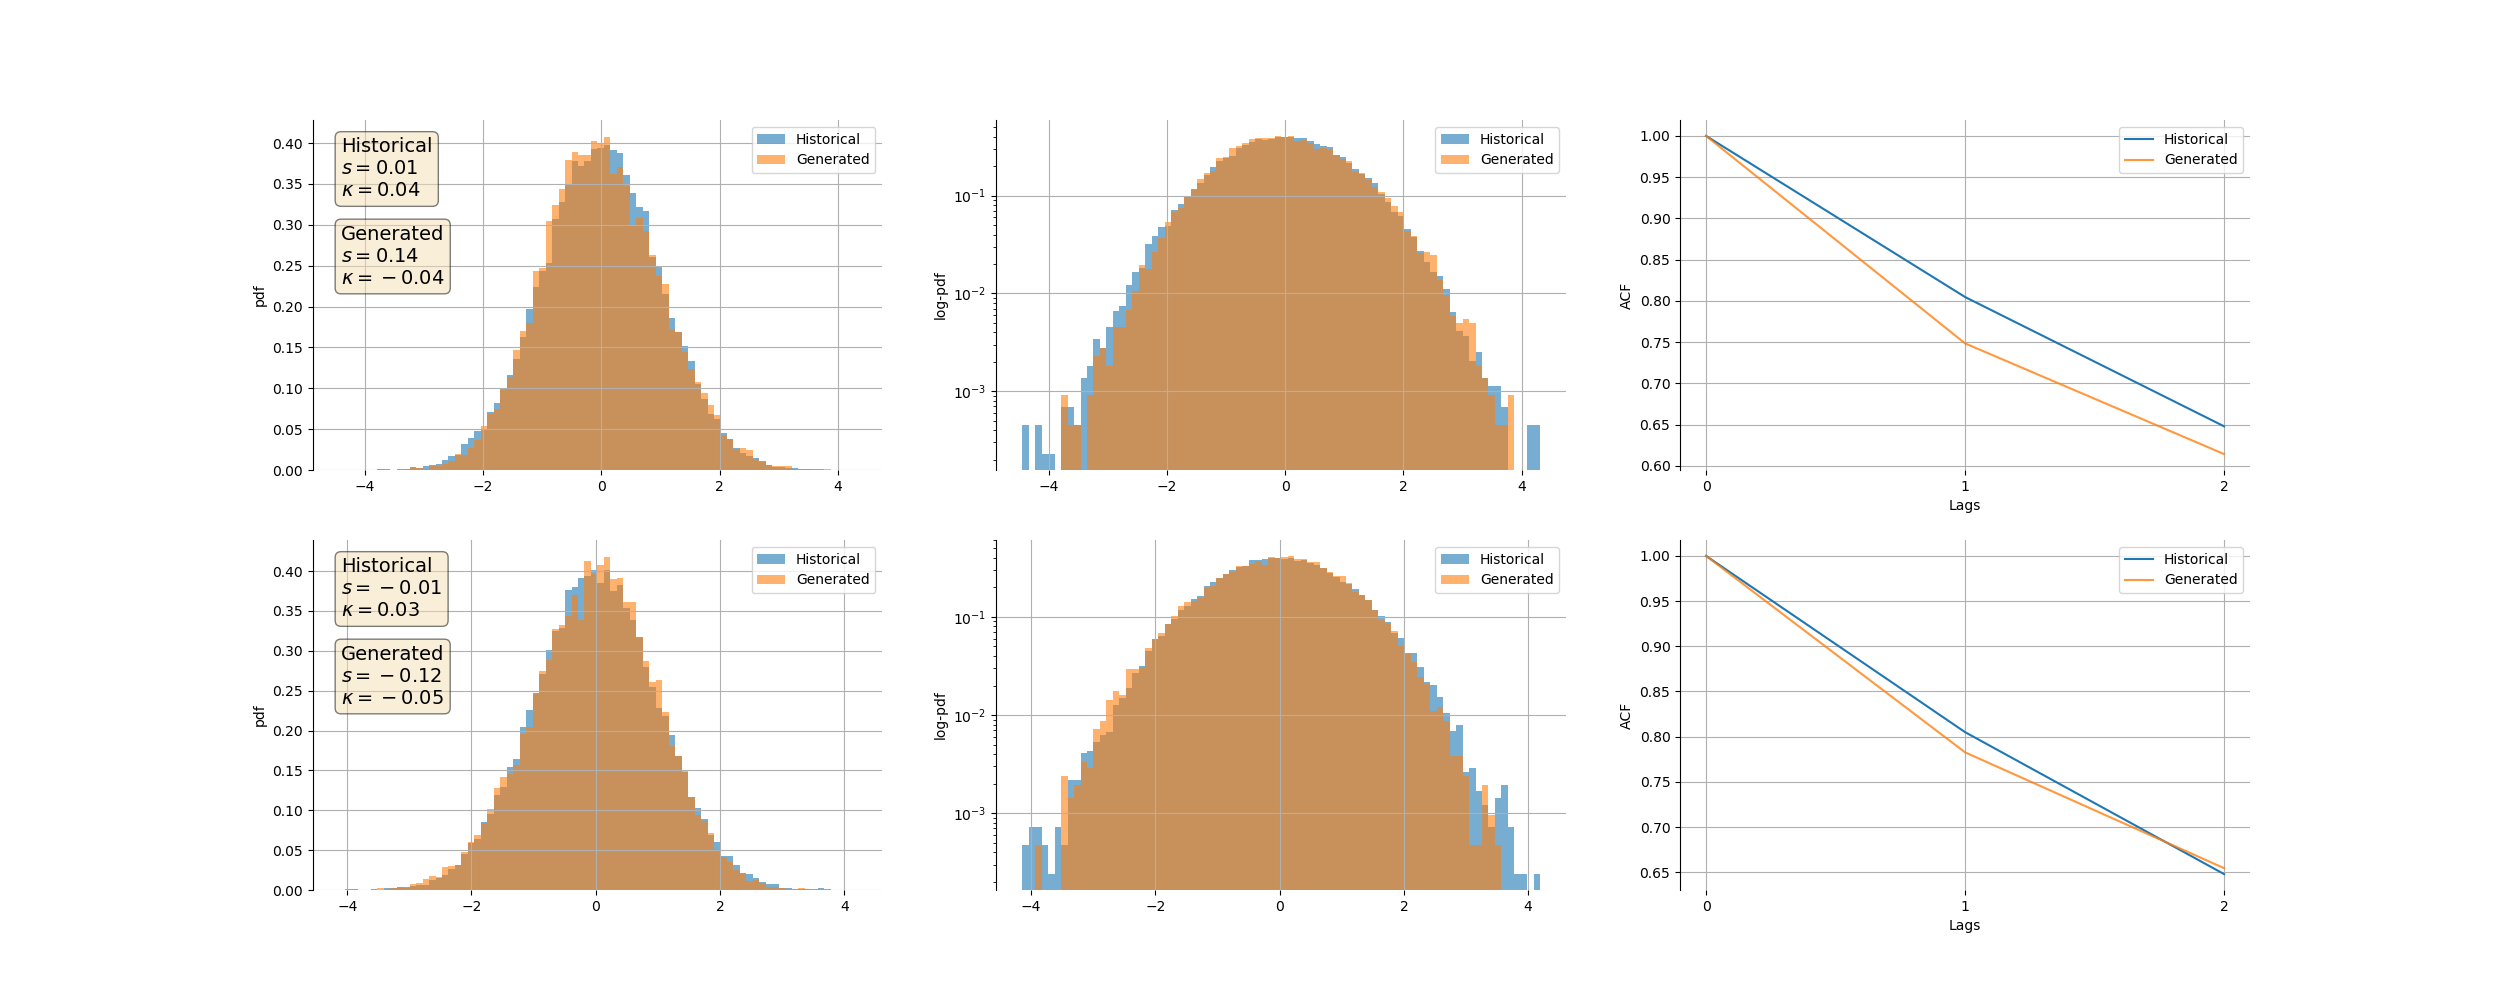 Historical
s = 0.01
κ = 0.04
Generated
s = 0.14
κ = −0.04
Historical
Generated
pdf
0.40
0.35
0.30
0.25
0.20
0.15
0.10
0.05
0.00
−4 −2 0 2 4
Historical
Generated
log-pdf
10⁻¹
10⁻²
10⁻³
−4 −2 0 2 4
Historical
Generated
ACF
1.00
0.95
0.90
0.85
0.80
0.75
0.70
0.65
0.60
0 1 2
Lags
Historical
s = −0.01
κ = 0.03
Generated
s = −0.12
κ = −0.05
Historical
Generated
pdf
0.40
0.35
0.30
0.25
0.20
0.15
0.10
0.05
0.00
−4 −2 0 2 4
Historical
Generated
log-pdf
10⁻¹
10⁻²
10⁻³
−4 −2 0 2 4
Historical
Generated
ACF
1.00
0.95
0.90
0.85
0.80
0.75
0.70
0.65
0 1 2
Lags